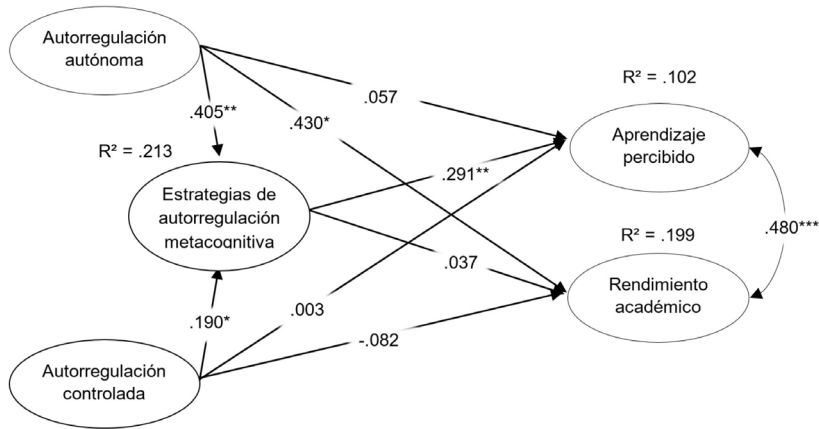 Autorregulación
autónoma
R² = .102
.057
.405**
.430*
Aprendizaje
percibido
R² = .213
.291**
Estrategias de
autorregulación
metacognitiva
.480***
R² = .199
.037
Rendimiento
académico
.190*
.003
-.082
Autorregulación
controlada